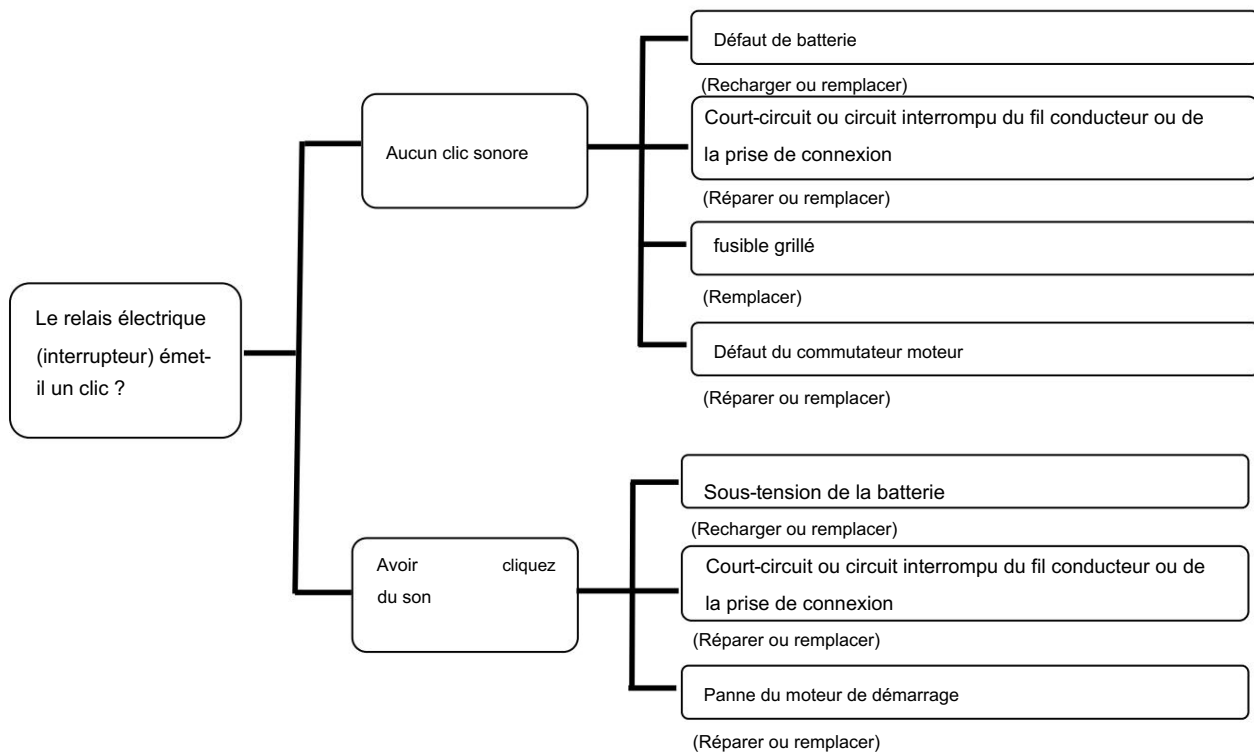 Le relais électrique
(interrupteur) émet-
il un clic ?
Aucun clic sonore
Défaut de batterie
(Recharger ou remplacer)
Court-circuit ou circuit interrompu du fil conducteur ou de
la prise de connexion
(Réparer ou remplacer)
fusible grillé
(Remplacer)
Défaut du commutateur moteur
(Réparer ou remplacer)
Avoir cliquez
du son
Sous-tension de la batterie
(Recharger ou remplacer)
Court-circuit ou circuit interrompu du fil conducteur ou de
la prise de connexion
(Réparer ou remplacer)
Panne du moteur de démarrage
(Réparer ou remplacer)